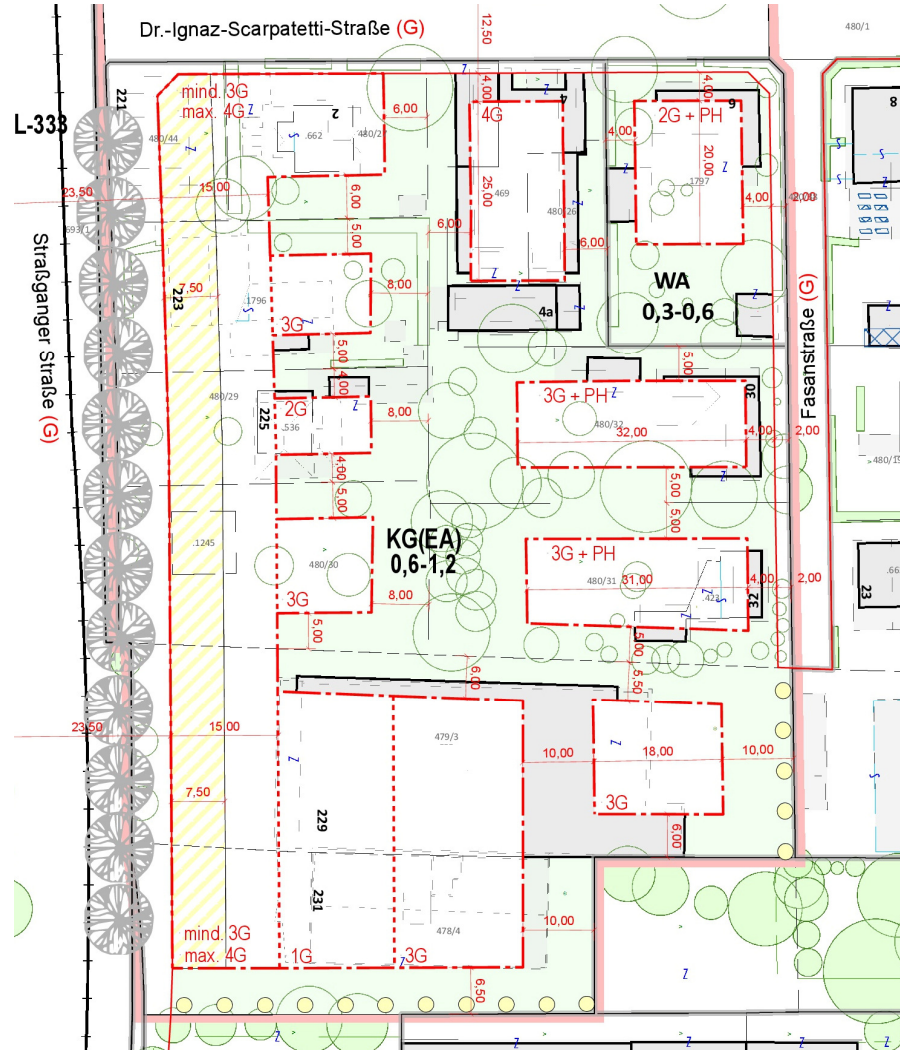 Dr.-Ignaz-Scarpatetti-Straße (G)
12,50
480/1
L-333
221
mind. 3G
max. 4G
Z
2
S
.662
480/27
480/44
Z
6,00
Z
4,00
Z
4
4G
4,00
2G + PH
6
8
S
Z
S
Z
23,50
15,00
6,00
5,00
25,00
469
480/26
Z
4,00
20,00
1797
Z
4,00
2,00
693/1
6,00
6,00
Straßganger Straße (G)
223
7,50
1796
S
Z
3G
8,00
Z
Z
4a
Z
WA
0,3-0,6
Z
Z
Fasanstraße (G)
5,00
4,00
5,00
480/29
225
2G
.536
Z
8,00
3G + PH
Z
30
480/32
32,00
4,00
2,00
Z
480/19
4,00
5,00
5,00
5,00
.1245
KG(EA)
0,6-1,2
480/30
3G
8,00
3G + PH
480/31
31,00
Z
S
.423
Z
32
4,00
2,00
23
5,00
6,00
5,00
5,50
23,50
15,00
Z
479/3
10,00
Z
18,00
10,00
S
7,50
3G
229
6,00
231
478/4
10,00
mind. 3G
max. 4G
1G
3G
Z
6,50
Z
Z
Z
Z
Z